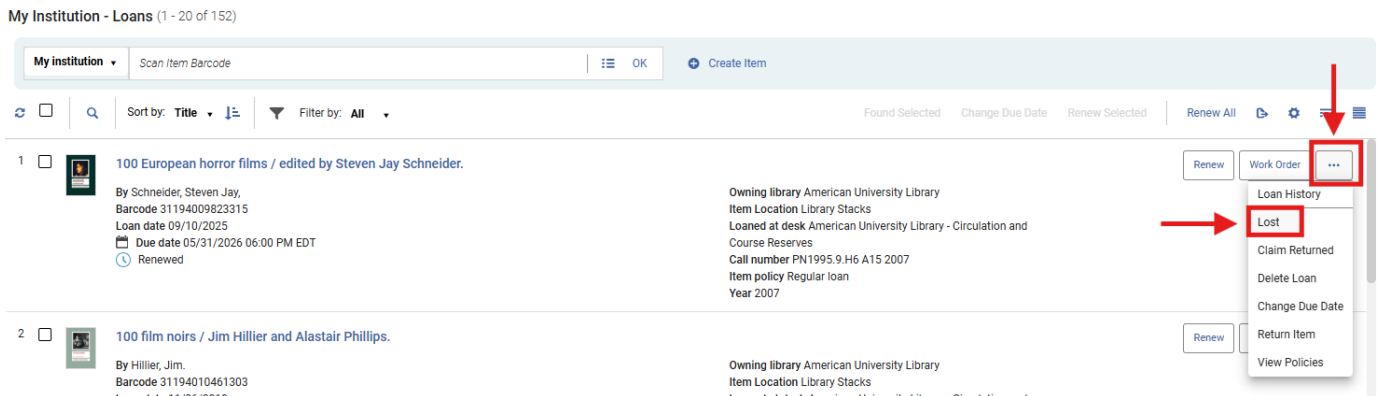 My Institution - Loans (1 - 20 of 152)
My institution Scan Item Barcode OK Create Item
Sort by: Title Filter by: All Found Selected Change Due Date Renew Selected Renew All
1 100 European horror films / edited by Steven Jay Schneider. Renew Work Order ...
By Schneider, Steven Jay,
Barcode 31194009823315
Loan date 09/10/2025
Due date 05/31/2026 06:00 PM EDT
Renewed
Owning library American University Library
Item Location Library Stacks
Loaned at desk American University Library - Circulation and
Course Reserves
Call number PN1995.9.H6 A15 2007
Item policy Regular loan
Year 2007
Loan History
Lost
Claim Returned
Delete Loan
Change Due Date
Return Item
View Policies
2 100 film noirs / Jim Hillier and Alastair Phillips. Renew
By Hillier, Jim.
Barcode 31194010461303
Owning library American University Library
Item Location Library Stacks